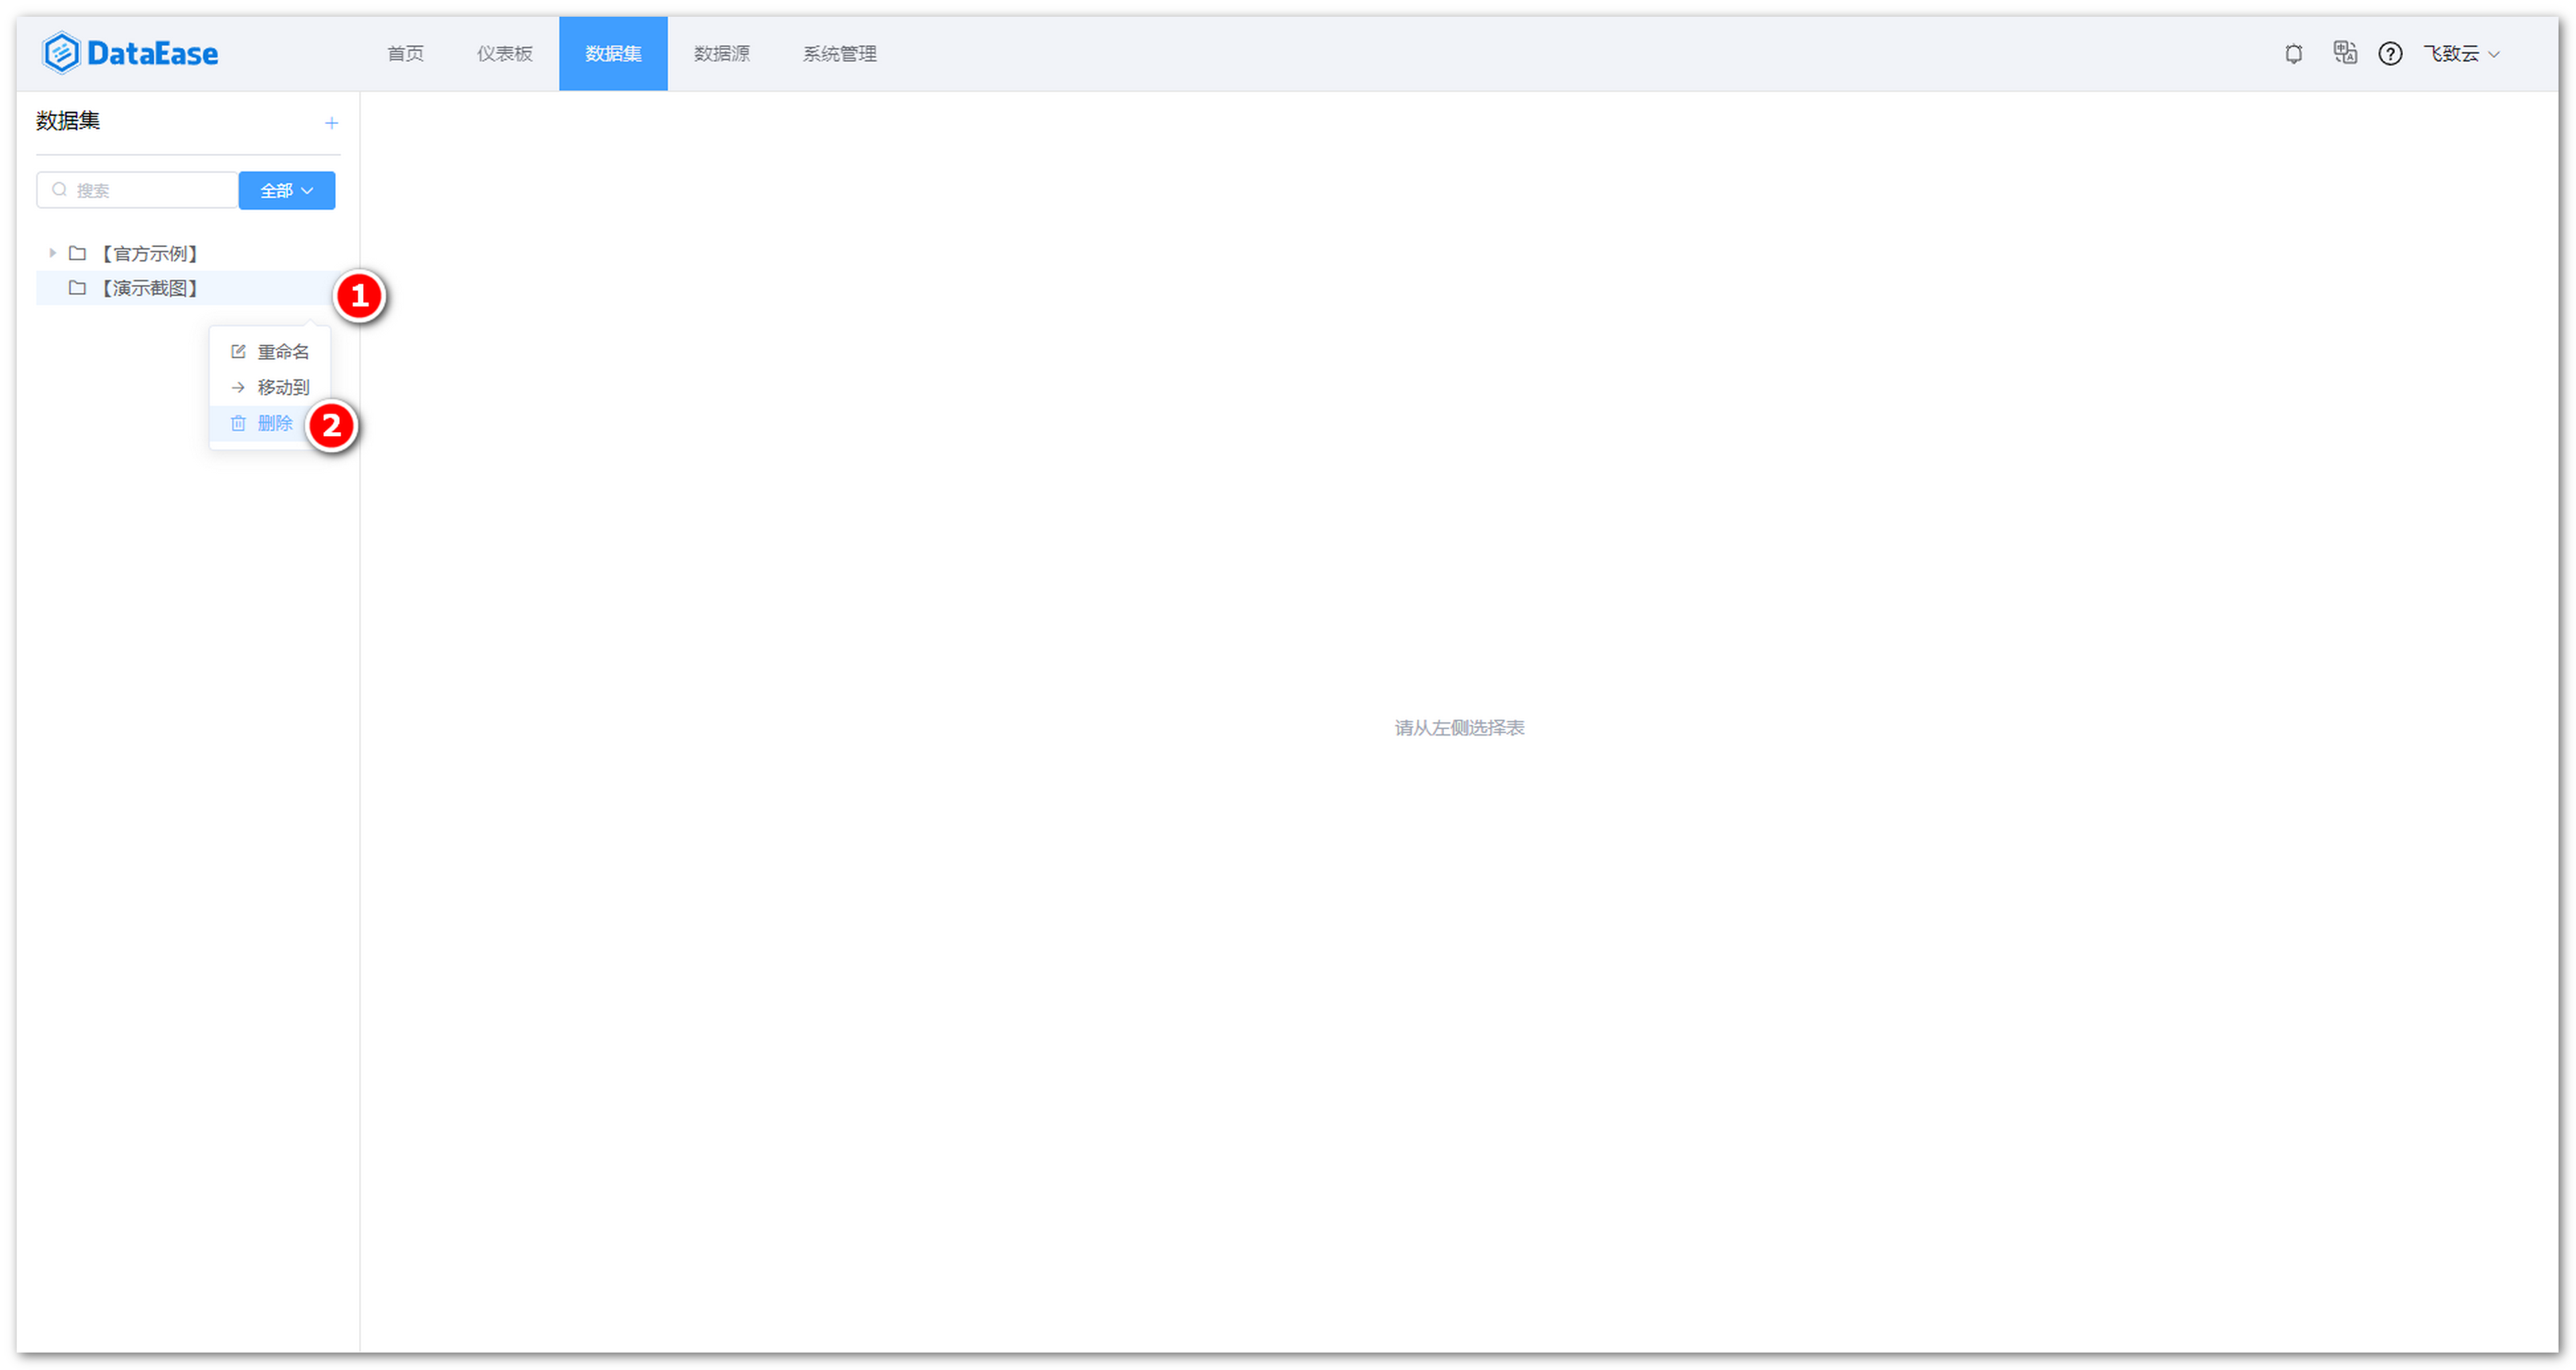 DataEase 首页 仪表板 数据集 数据源 系统管理 飞致云
数据集
搜索 全部
【官方示例】
【演示截图】
1
重命名
移动到
删除 2
请从左侧选择表